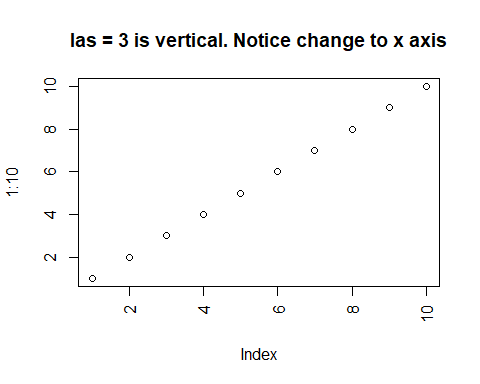 las = 3 is vertical. Notice change to x axis
10
8
6
4
2
1:10
2 4 6 8 10
Index